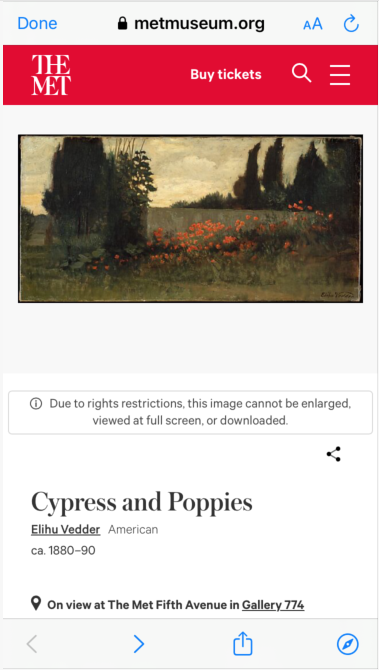 Done
metmuseum.org
AA
THE
MET
Buy tickets
Due to rights restrictions, this image cannot be enlarged,
viewed at full screen, or downloaded.
Cypress and Poppies
Elihu Vedder American
ca. 1880–90
On view at The Met Fifth Avenue in Gallery 774